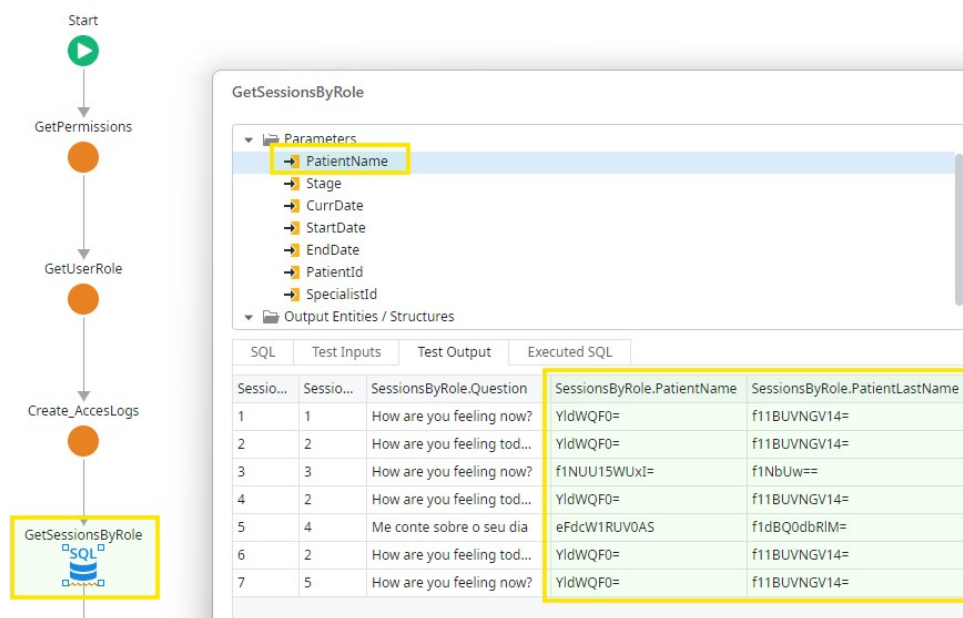 Start
GetPermissions
GetUserRole
Create_AccesLogs
GetSessionsByRole
SQL
GetSessionsByRole
Parameters
PatientName
Stage
CurrDate
StartDate
EndDate
PatientId
SpecialistId
Output Entities / Structures
SQL Test Inputs Test Output Executed SQL
Sessio... Sessio... SessionsByRole.Question SessionsByRole.PatientName SessionsByRole.PatientLastName
1 1 How are you feeling now? YldWQF0= f11BUVNGV14=
2 2 How are you feeling tod... YldWQF0= f11BUVNGV14=
3 3 How are you feeling now? f1NUU15WUxI= f1NbUw==
4 2 How are you feeling tod... YldWQF0= f11BUVNGV14=
5 4 Me conte sobre o seu dia eFdcW1RUV0AS f1dBQ0dbRlM=
6 2 How are you feeling tod... YldWQF0= f11BUVNGV14=
7 5 How are you feeling now? YldWQF0= f11BUVNGV14=